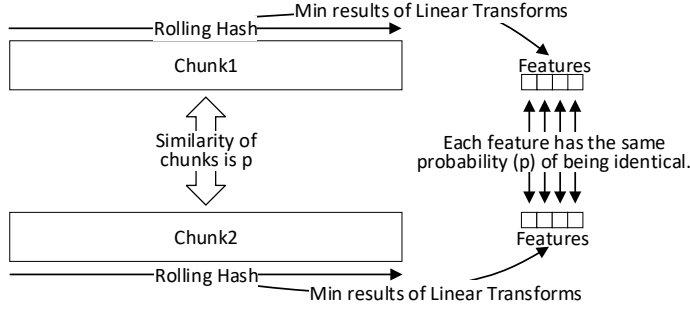 Min results of Linear Transforms
Rolling Hash
Chunk1
Features
Similarity of
chunks is p
Each feature has the same
probability (p) of being identical.
Chunk2
Features
Rolling Hash
Min results of Linear Transforms